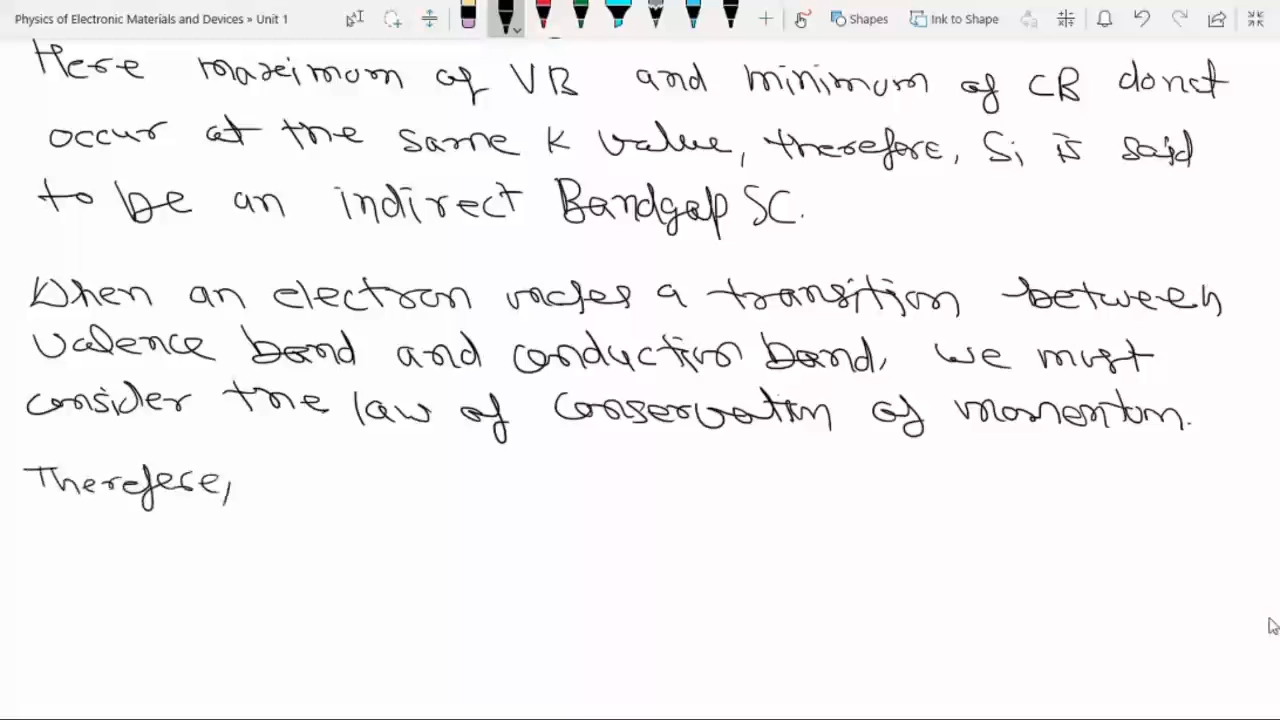 Physics of Electronic Materials and Devices » Unit 1
Shapes
Ink to Shape
Here maximum of VB and minimum of CB donot
occur at the same K value, therefore, Si is said
to be an indirect Bandgap SC.
When an electron makes a transition between
valence band and conduction band, we must
consider the law of conservation of momentum.
Therefore,